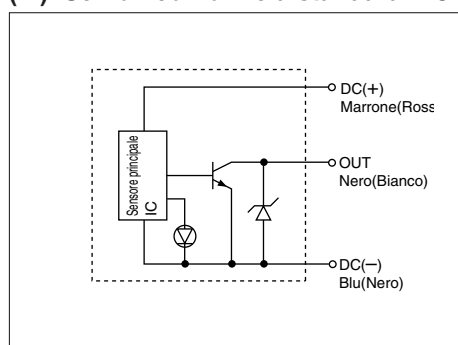 DC(+)
Marrone(Ross
Sensore principale
IC
OUT
Nero(Bianco)
DC(−)
Blu(Nero)